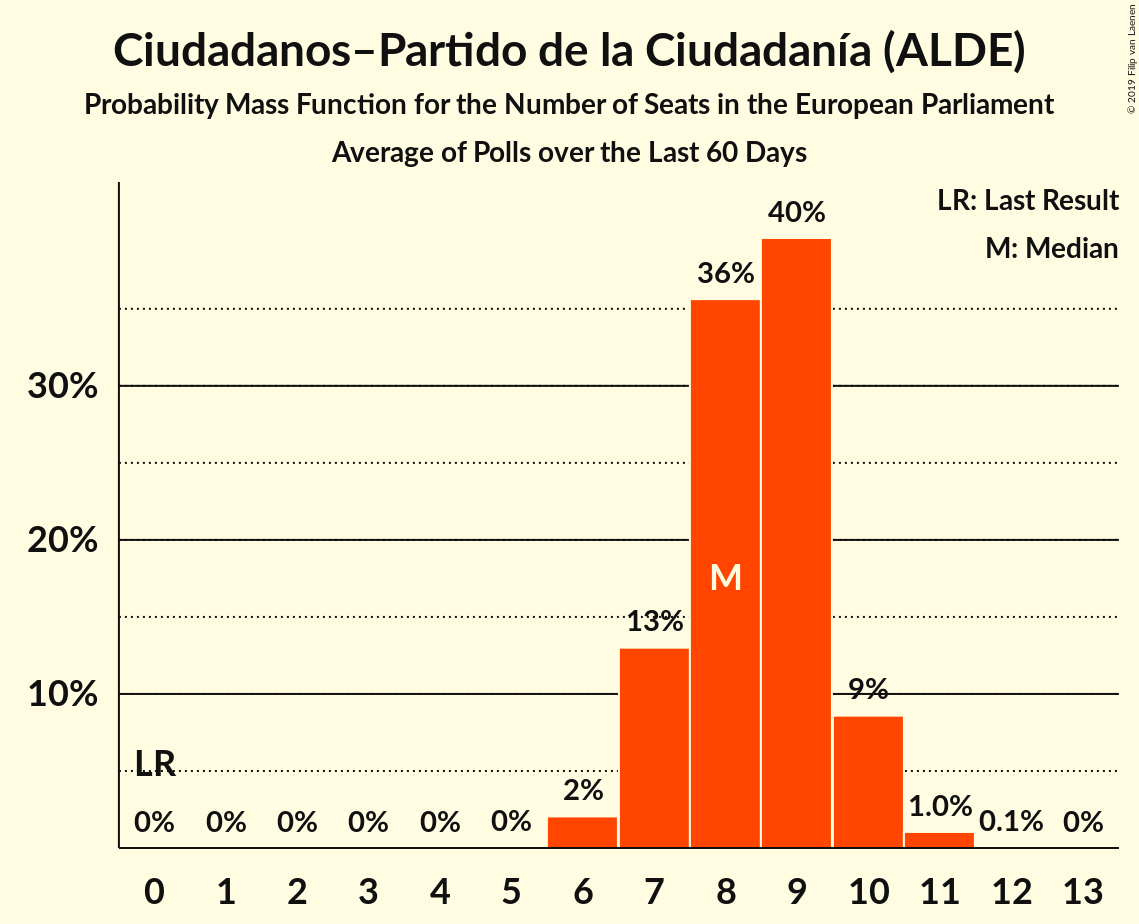 Ciudadanos–Partido de la Ciudadanía (ALDE)
Probability Mass Function for the Number of Seats in the European Parliament
Average of Polls over the Last 60 Days
© 2019 Filip van Laenen
LR: Last Result
M: Median
40%
36%
30%
20%
M
13%
10%
9%
LR
2%
1.0%
0% 0% 0% 0% 0% 0% 0.1% 0%
0 1 2 3 4 5 6 7 8 9 10 11 12 13